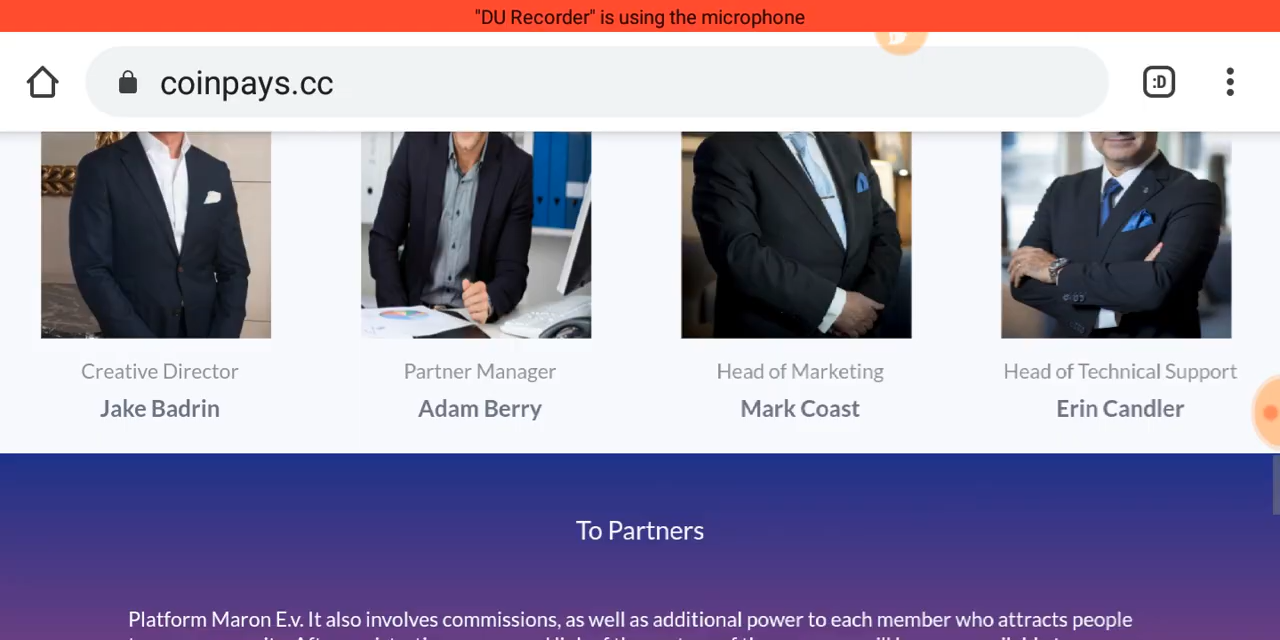 "DU Recorder" is using the microphone
coinpays.cc
:D
Creative Director
Partner Manager
Head of Marketing
Head of Technical Support
Jake Badrin
Adam Berry
Mark Coast
Erin Candler
To Partners
Platform Maron E.v. It also involves commissions, as well as additional power to each member who attracts people